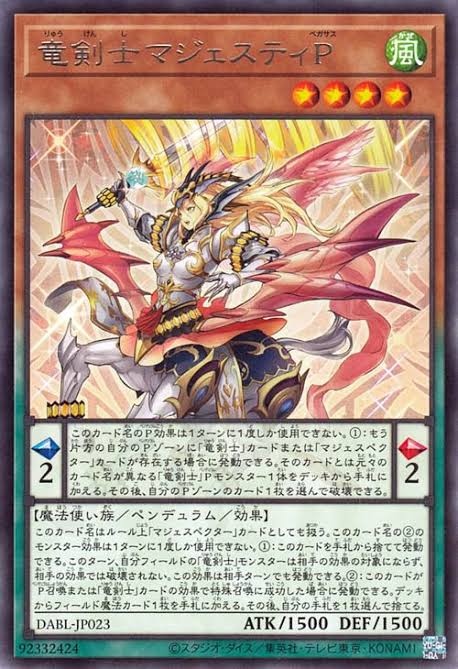 竜剣士マジェスティP
風
2
このカード名のP効果は1ターンに1度しか使用できない。①：もう
片方の自分のPゾーンに「竜剣士」カードまたは「マジェスペ
クター」カードが存在する場合に発動できる。そのカードとは元々の
カード名が異なる「竜剣士」Pモンスター1体をデッキから手札
に加える。その後、自分のPゾーンのカード1枚を選んで破壊できる。
2
【魔法使い族／ペンデュラム／効果】
このカード名はルール上「マジェスペクター」カードとしても扱う。このカード名の②の
モンスター効果は1ターンに1度しか使用できない。①：このカードを手札から捨てて発動
できる。このターン、自分フィールドの「竜剣士」モンスターは相手の効果の対象にならず、
相手の効果では破壊されない。この効果は相手ターンでも発動できる。②：このカードが
P召喚または「竜剣士」カードの効果で特殊召喚に成功した場合に発動できる。デッキ
からフィールド魔法カード1枚を手札に加える。その後、自分の手札を1枚選んで捨てる。
DABL-JP023
ATK/1500 DEF/1500
92332424
©スタジオ・ダイス／集英社・テレビ東京・KONAMI